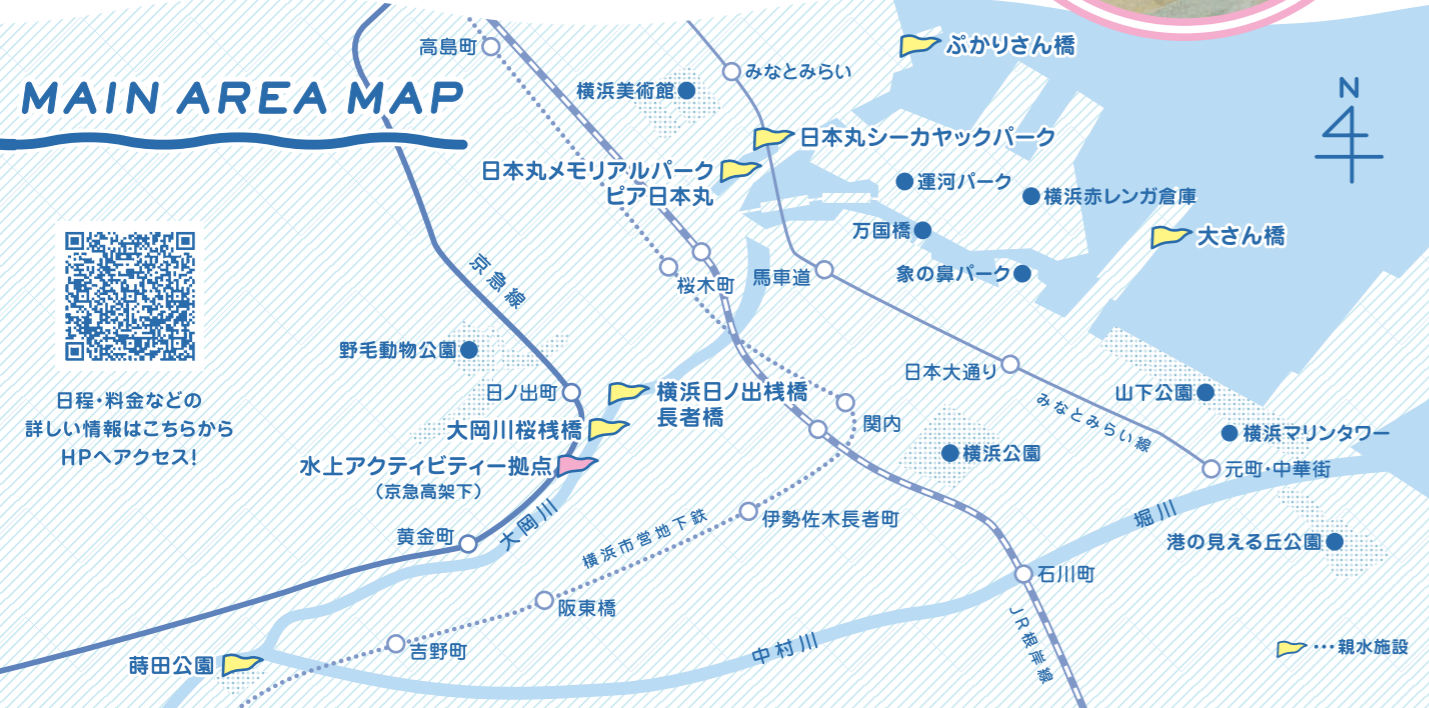 MAIN AREA MAP
高島町
みなとみらい
ぷかりさん橋
N
横浜美術館
日本丸シーカヤックパーク
日本丸メモリアルパーク
ピア日本丸
運河パーク
横浜赤レンガ倉庫
万国橋
大さん橋
象の鼻パーク
桜木町
馬車道
京急線
野毛動物公園
日ノ出町
横浜日ノ出桟橋
長者橋
大岡川桜桟橋
水上アクティビティー拠点
（京急高架下）
日程・料金などの
詳しい情報はこちらから
HPへアクセス!
日本大通り
みなとみらい線
山下公園
横浜マリンタワー
元町・中華街
関内
横浜公園
堀川
港の見える丘公園
伊勢佐木長者町
横浜市営地下鉄
黄金町
大岡川
阪東橋
吉野町
蒔田公園
中村川
石川町
JR根岸線
・・・親水施設